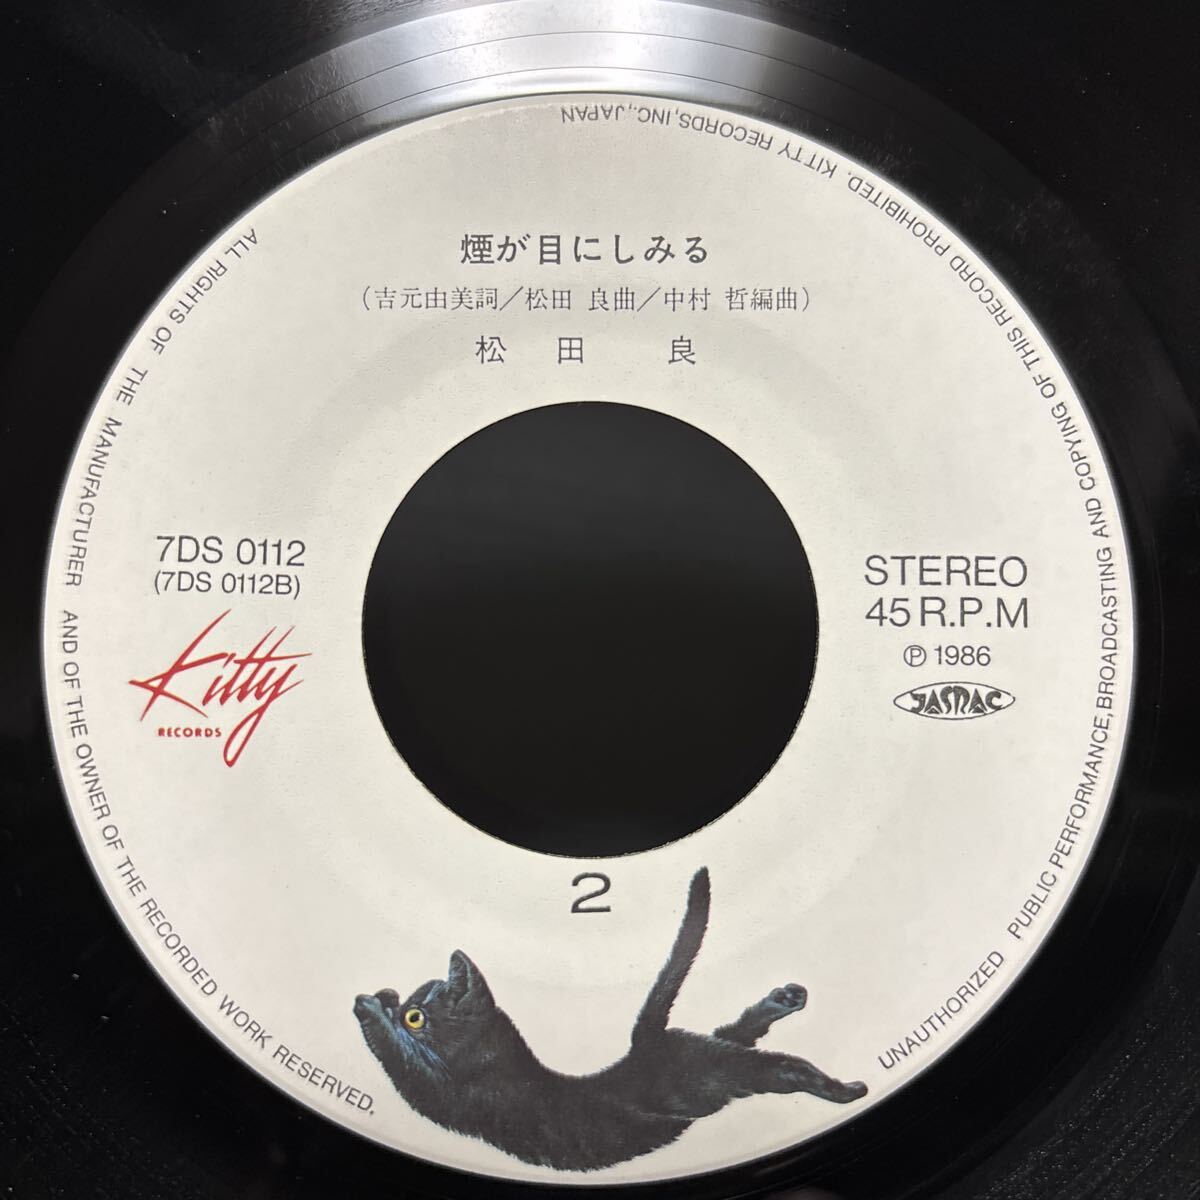 煙が目にしみる
(吉元由美詞/松田 良曲/中村 哲編曲)
松田 良
7DS 0112
(7DS 0112B)
Kitty
RECORDS
STEREO
45 R.P.M
Ⓟ 1986
JASRAC
2
ALL RIGHTS OF THE MANUFACTURER AND OF THE OWNER OF THE RECORDED WORK RESERVED. UNAUTHORIZED PUBLIC PERFORMANCE, BROADCASTING AND COPYING OF THIS RECORD PROHIBITED. KITTY RECORDS, INC., JAPAN